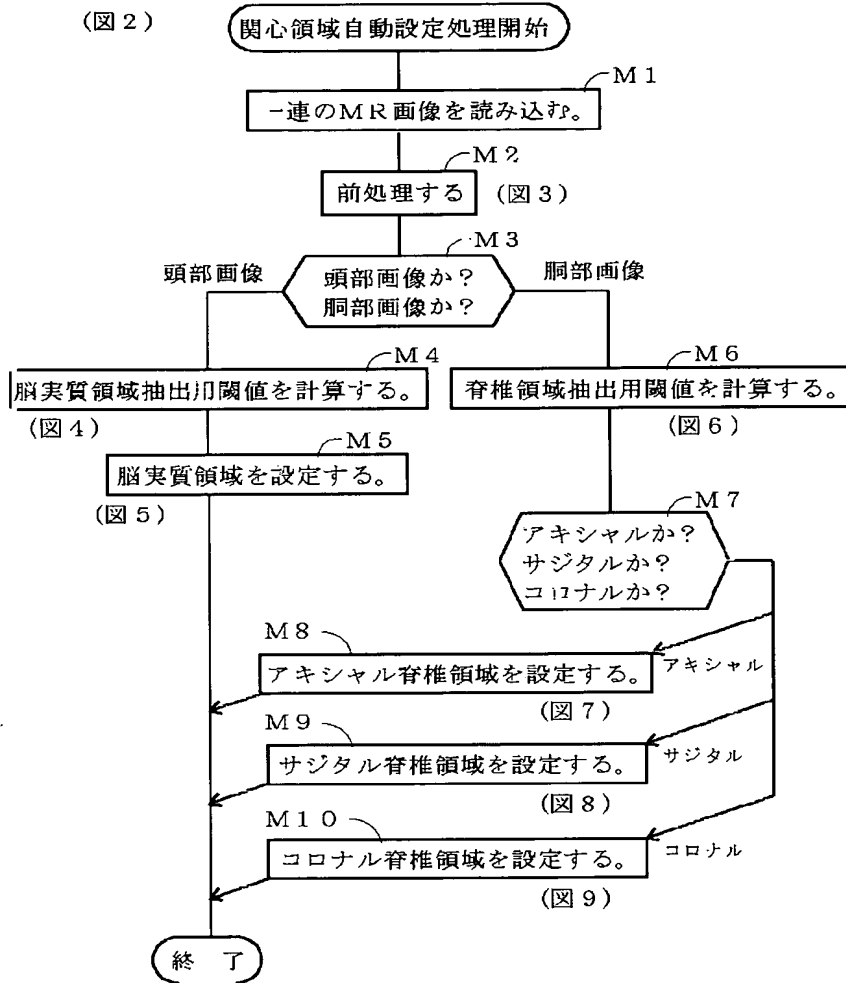 (図2)
関心領域自動設定処理開始
M1
一連のMR画像を読み込む。
M2
前処理する
(図3)
M3
頭部画像
頭部画像か?
胴部画像か?
胴部画像
M4
脳実質領域抽出用閾値を計算する。
(図4)
M6
脊椎領域抽出用閾値を計算する。
(図6)
M5
脳実質領域を設定する。
(図5)
M7
アキシャルか?
サジタルか?
コロナルか?
M8
アキシャル脊椎領域を設定する。
アキシャル
(図7)
M9
サジタル脊椎領域を設定する。
サジタル
(図8)
M10
コロナル脊椎領域を設定する。
コロナル
(図9)
終 了